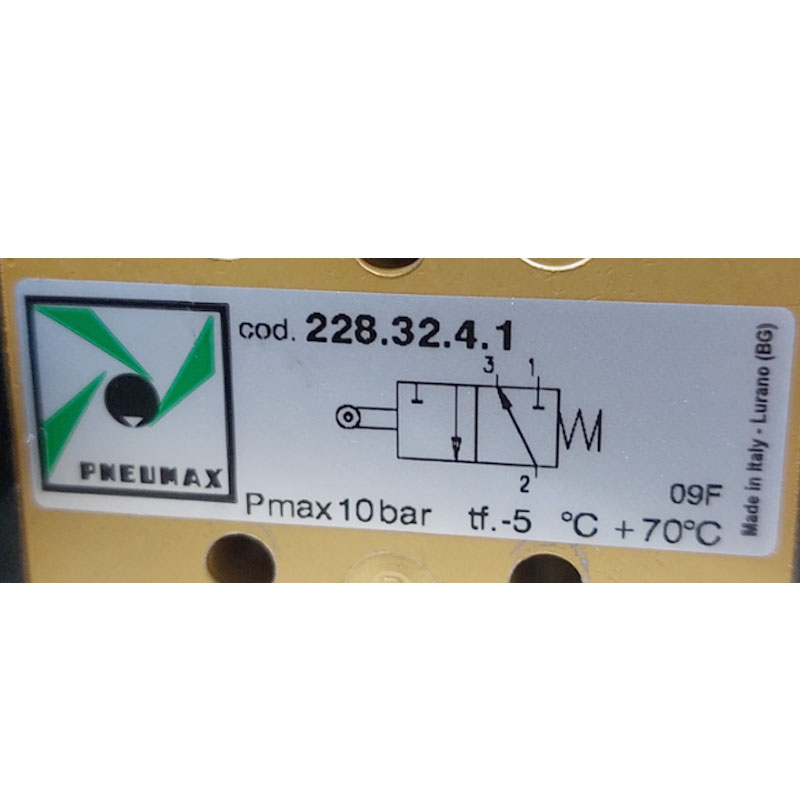 PNEUMAX
cod. 228.32.4.1
3 1
2
Pmax 10 bar tf.-5 °C +70°C
09F
Made in Italy - Lurano (BG)